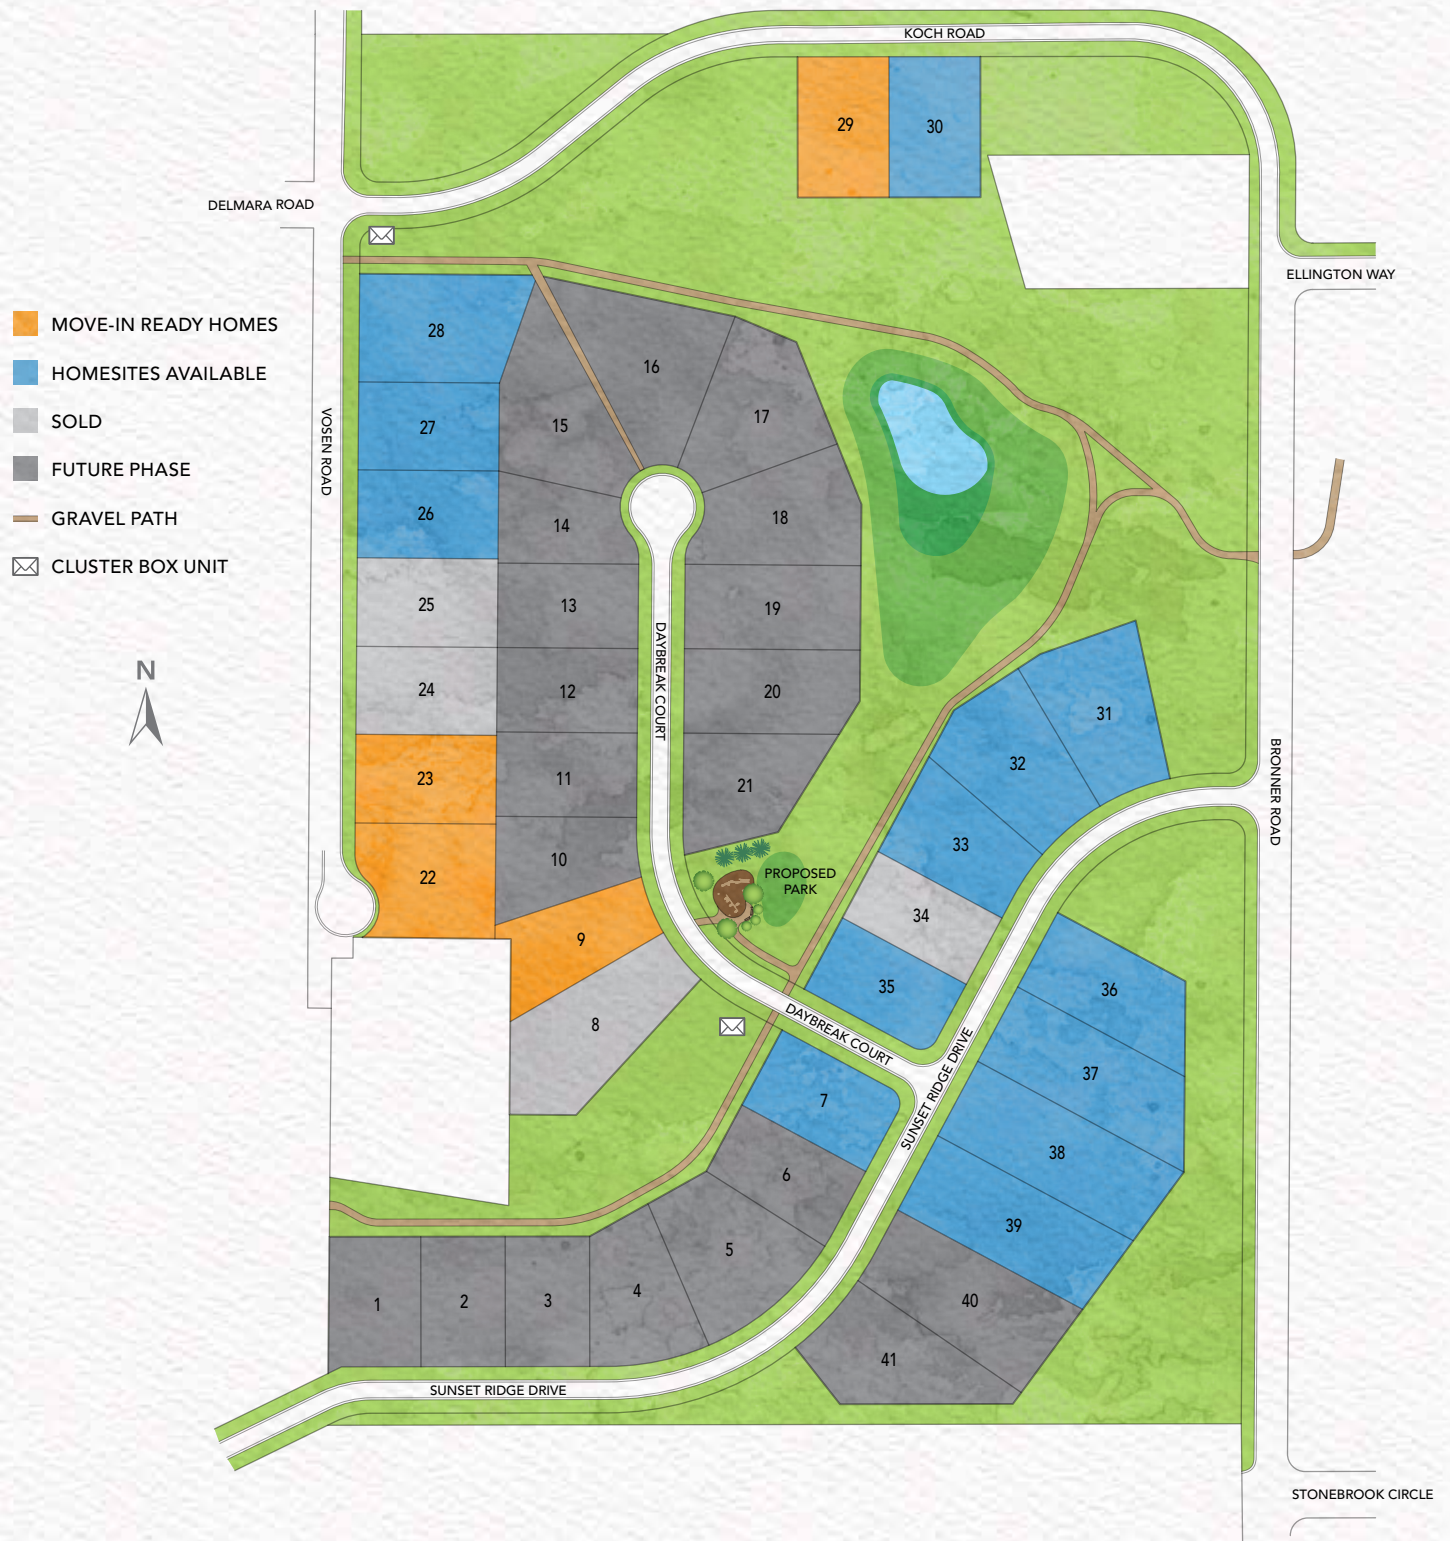 KOCH ROAD
29
30
DELMARA ROAD
ELLINGTON WAY
MOVE-IN READY HOMES
HOMESITES AVAILABLE
SOLD
FUTURE PHASE
GRAVEL PATH
CLUSTER BOX UNIT
N
VOSEN ROAD
28
27
26
25
24
23
22
16
15
17
14
18
13
19
12
20
11
21
10
DAYBREAK COURT
9
8
PROPOSED
PARK
31
32
33
34
35
BRONNER ROAD
DAYBREAK COURT
SUNSET RIDGE DRIVE
36
37
38
39
7
6
5
4
3
2
1
40
41
SUNSET RIDGE DRIVE
STONEBROOK CIRCLE